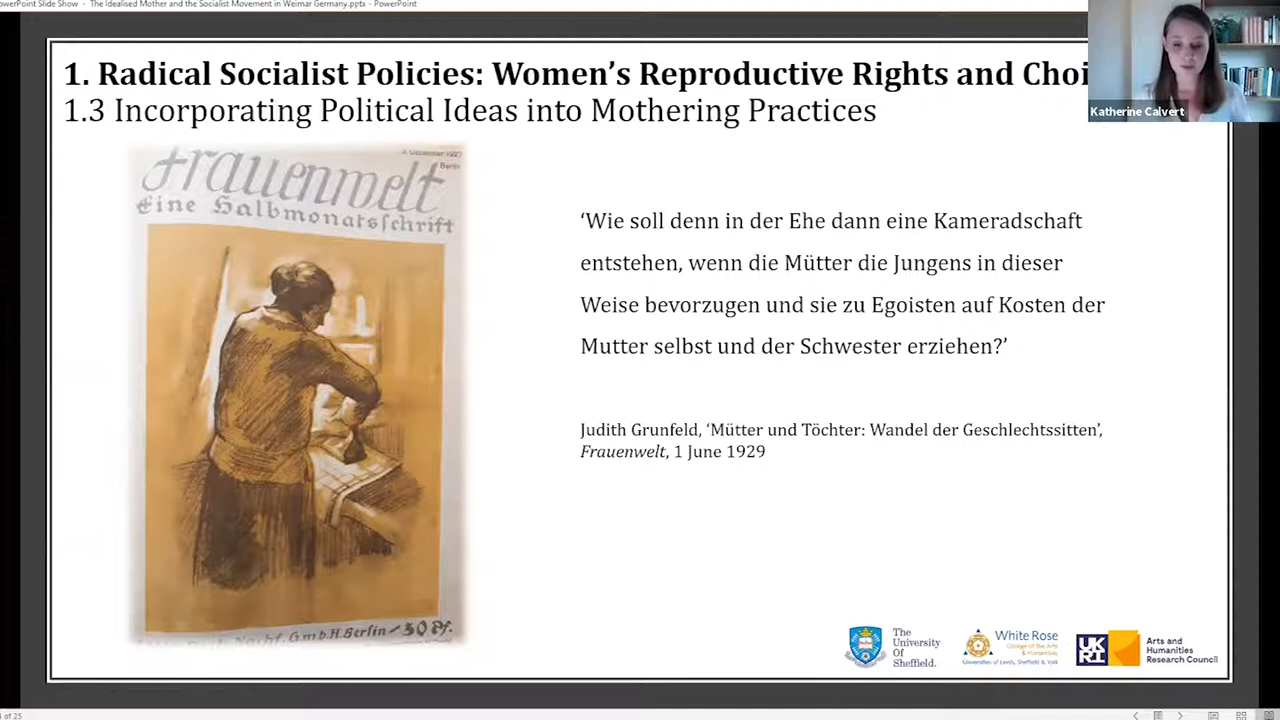 PowerPoint Slide Show - The Idealised Mother and the Socialist Movement in Weimar Germany.pptx - PowerPoint
1. Radical Socialist Policies: Women’s Reproductive Rights and Choi
1.3 Incorporating Political Ideas into Mothering Practices
Katherine Calvert
Berlin
Frauenwelt
Eine Halbmonatsschrift
G.m.b.H. Berlin – 30 Pf.
‘Wie soll denn in der Ehe dann eine Kameradschaft
entstehen, wenn die Mütter die Jungens in dieser
Weise bevorzugen und sie zu Egoisten auf Kosten der
Mutter selbst und der Schwester erziehen?’
Judith Grunfeld, ‘Mütter und Töchter: Wandel der Geschlechtssitten’,
Frauenwelt, 1 June 1929
The
University
Of
Sheffield.
White Rose
College of the Arts
& Humanities
Universities of Leeds, Sheffield & York
UK
RI
Arts and
Humanities
Research Council
of 25